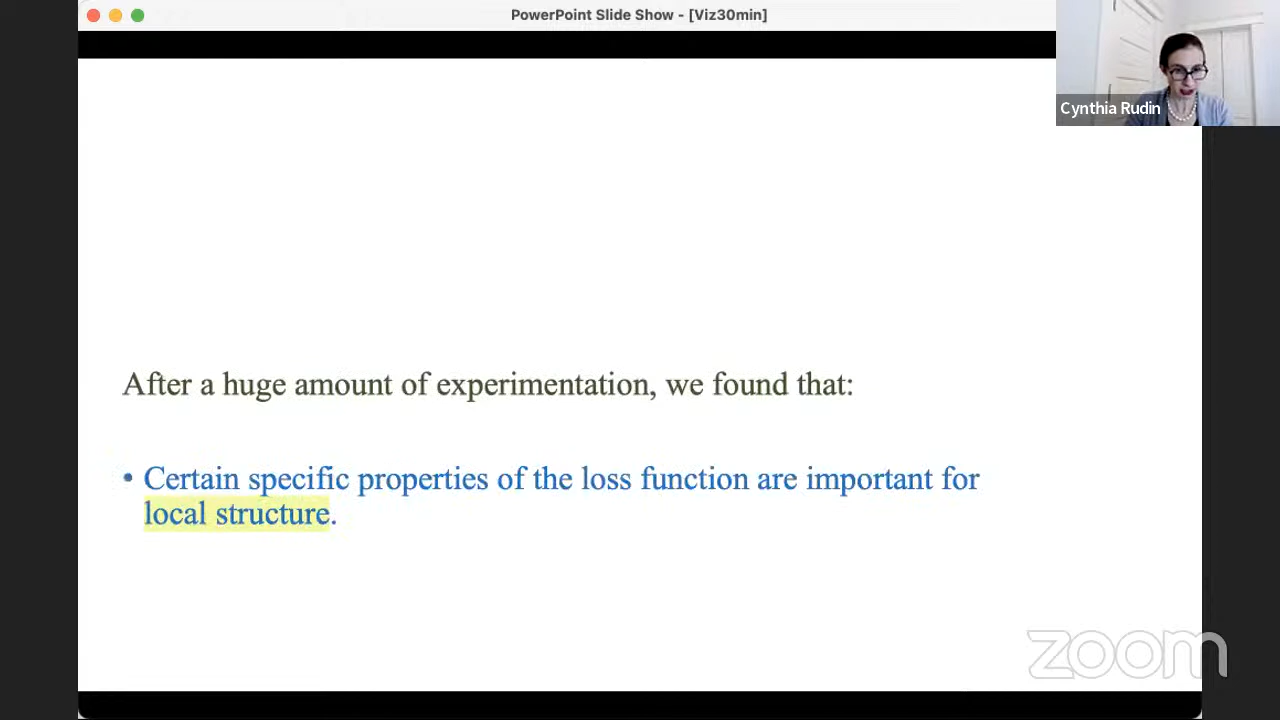 PowerPoint Slide Show - [Viz30min]
Cynthia Rudin
After a huge amount of experimentation, we found that:
• Certain specific properties of the loss function are important for
local structure.
zoom